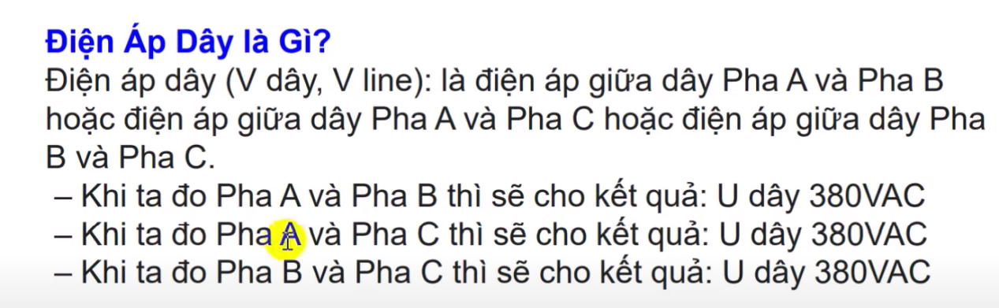 Điện Áp Dây là Gì?
Điện áp dây (V dây, V line): là điện áp giữa dây Pha A và Pha B
hoặc điện áp giữa dây Pha A và Pha C hoặc điện áp giữa dây Pha
B và Pha C.
– Khi ta đo Pha A và Pha B thì sẽ cho kết quả: U dây 380VAC
– Khi ta đo Pha A và Pha C thì sẽ cho kết quả: U dây 380VAC
– Khi ta đo Pha B và Pha C thì sẽ cho kết quả: U dây 380VAC